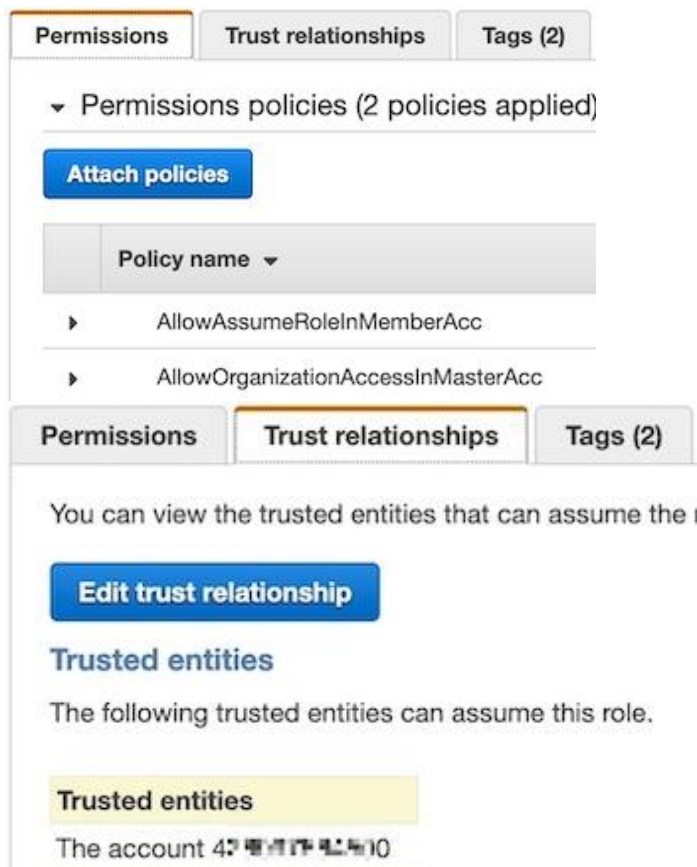 Permissions Trust relationships Tags (2)
Permissions policies (2 policies applied)
Attach policies
Policy name
AllowAssumeRoleInMemberAcc
AllowOrganizationAccessInMasterAcc
Permissions Trust relationships Tags (2)
You can view the trusted entities that can assume the
Edit trust relationship
Trusted entities
The following trusted entities can assume this role.
Trusted entities
The account